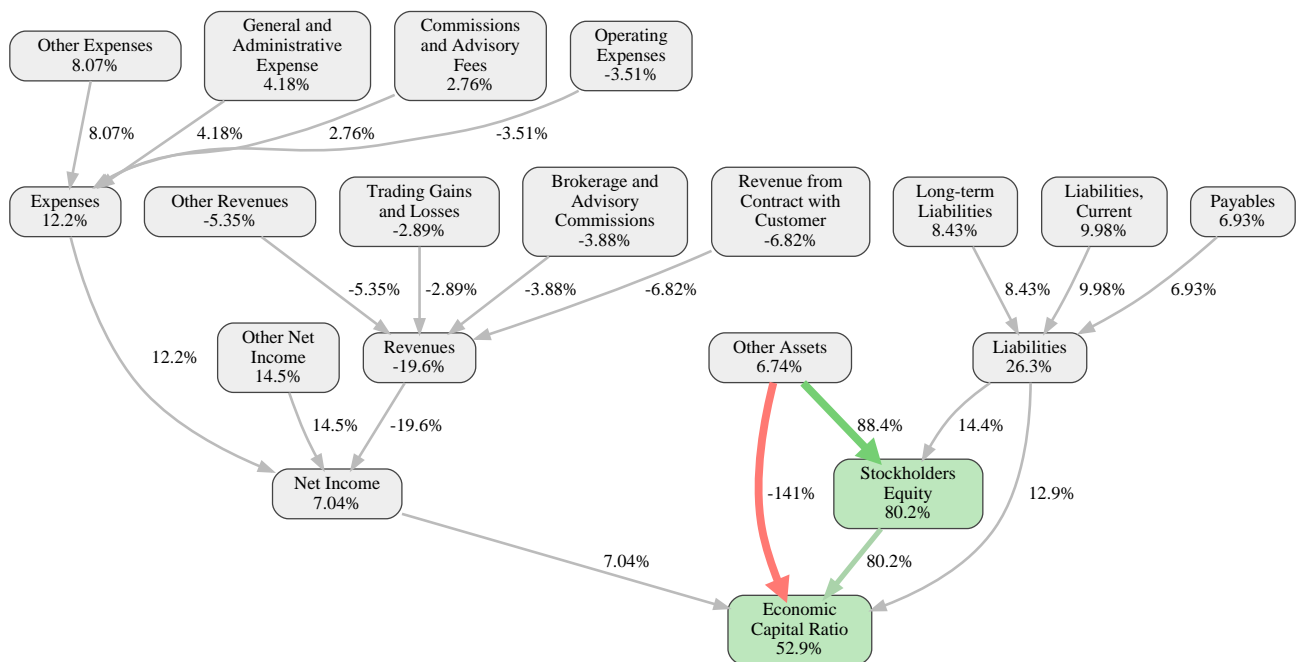 Other Expenses
8.07%
General and
Administrative
Expense
4.18%
Commissions
and Advisory
Fees
2.76%
Operating
Expenses
-3.51%
8.07%
4.18%
2.76%
-3.51%
Expenses
12.2%
Other Revenues
-5.35%
Trading Gains
and Losses
-2.89%
Brokerage and
Advisory
Commissions
-3.88%
Revenue from
Contract with
Customer
-6.82%
Long-term
Liabilities
8.43%
Liabilities,
Current
9.98%
Payables
6.93%
-5.35%
-2.89%
-3.88%
-6.82%
8.43%
9.98%
6.93%
12.2%
Other Net
Income
14.5%
Revenues
-19.6%
Other Assets
6.74%
Liabilities
26.3%
14.5%
-19.6%
88.4%
14.4%
Net Income
7.04%
-141%
Stockholders
Equity
80.2%
12.9%
7.04%
80.2%
Economic
Capital Ratio
52.9%